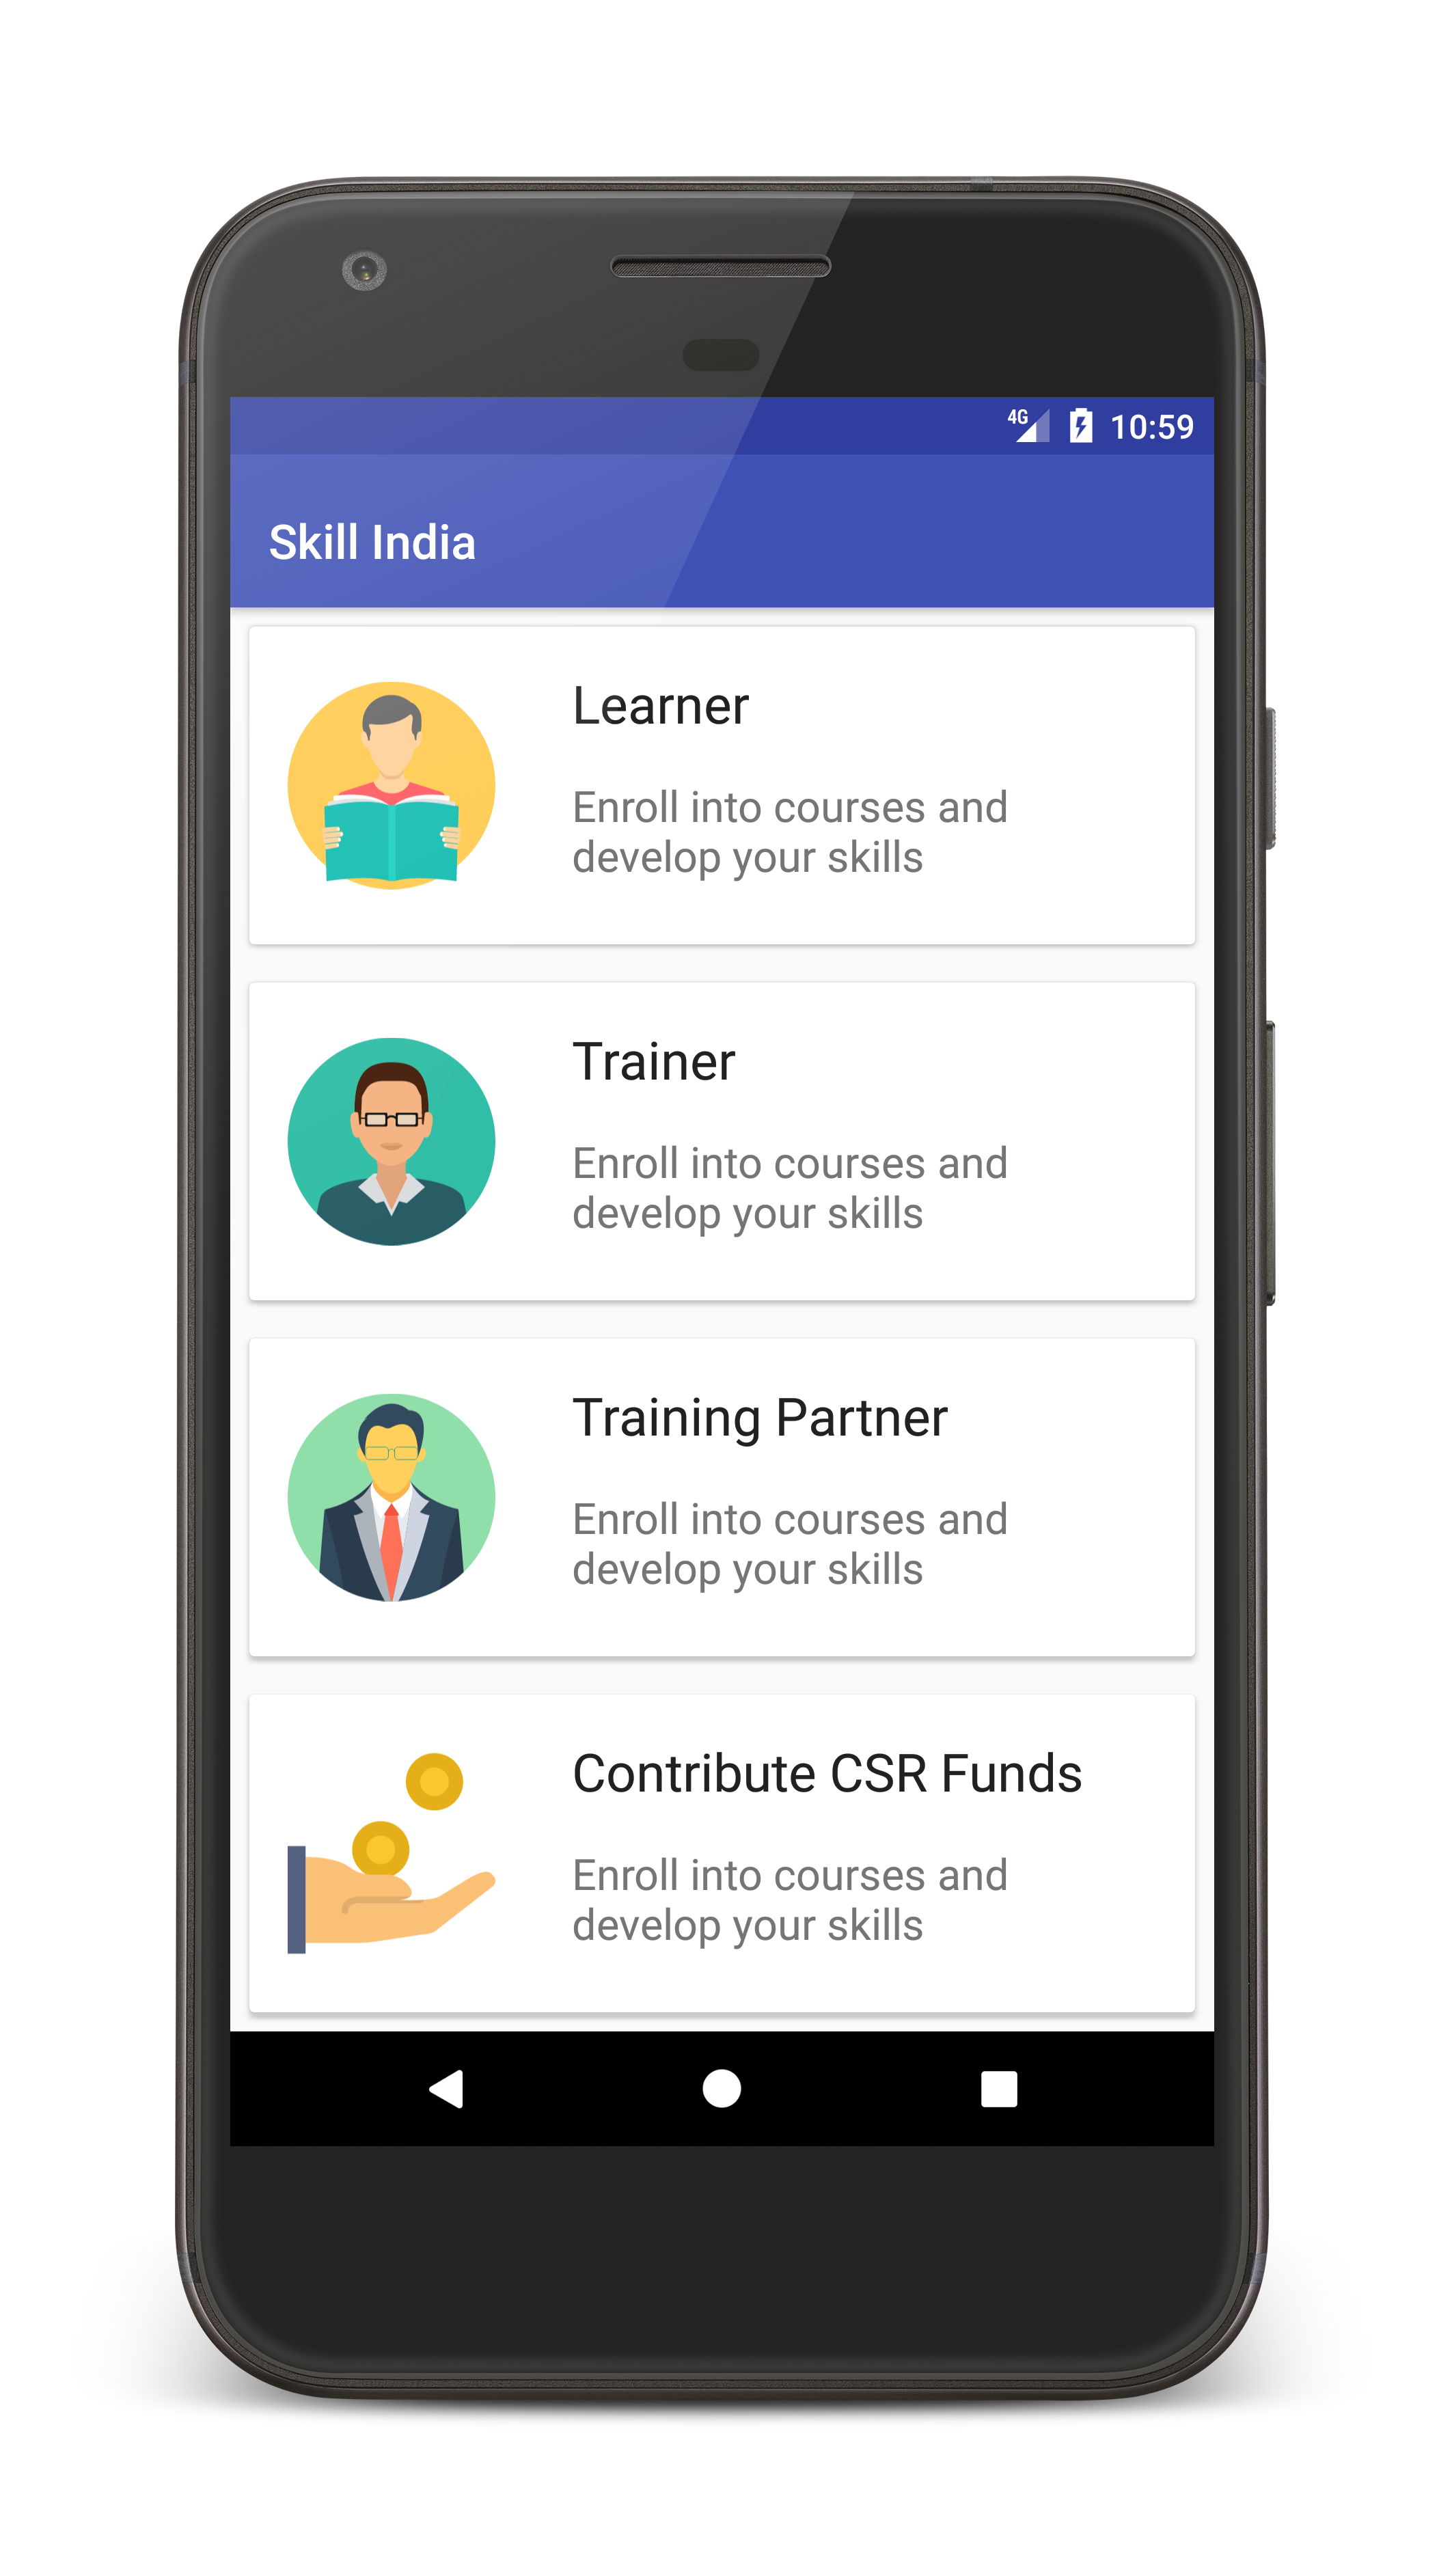 4G 10:59
Skill India
Learner
Enroll into courses and
develop your skills
Trainer
Enroll into courses and
develop your skills
Training Partner
Enroll into courses and
develop your skills
Contribute CSR Funds
Enroll into courses and
develop your skills